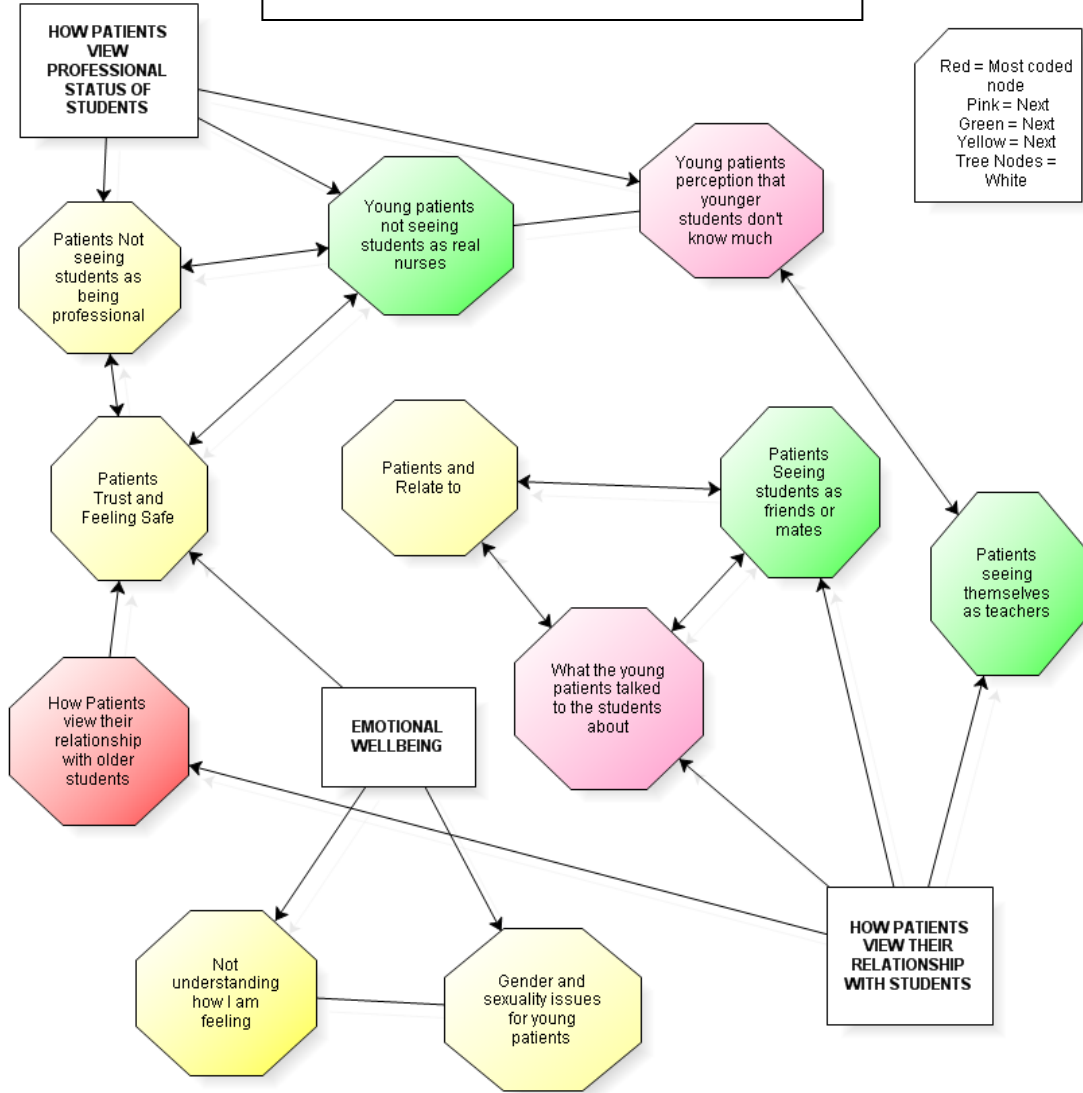 HOW PATIENTS
VIEW
PROFESSIONAL
STATUS OF
STUDENTS
Red = Most coded
node
Pink = Next
Green = Next
Yellow = Next
Tree Nodes =
White
Young patients
perception that
younger
students don't
know much
Young patients
not seeing
students as real
nurses
Patients Not
seeing
students as
being
professional
Patients
Trust and
Feeling Safe
Patients and
Relate to
Patients
Seeing
students as
friends or
mates
Patients
seeing
themselves
as teachers
How Patients
view their
relationship
with older
students
EMOTIONAL
WELLBEING
What the young
patients talked
to the students
about
HOW PATIENTS
VIEW THEIR
RELATIONSHIP
WITH STUDENTS
Not
understanding
how I am
feeling
Gender and
sexuality issues
for young
patients